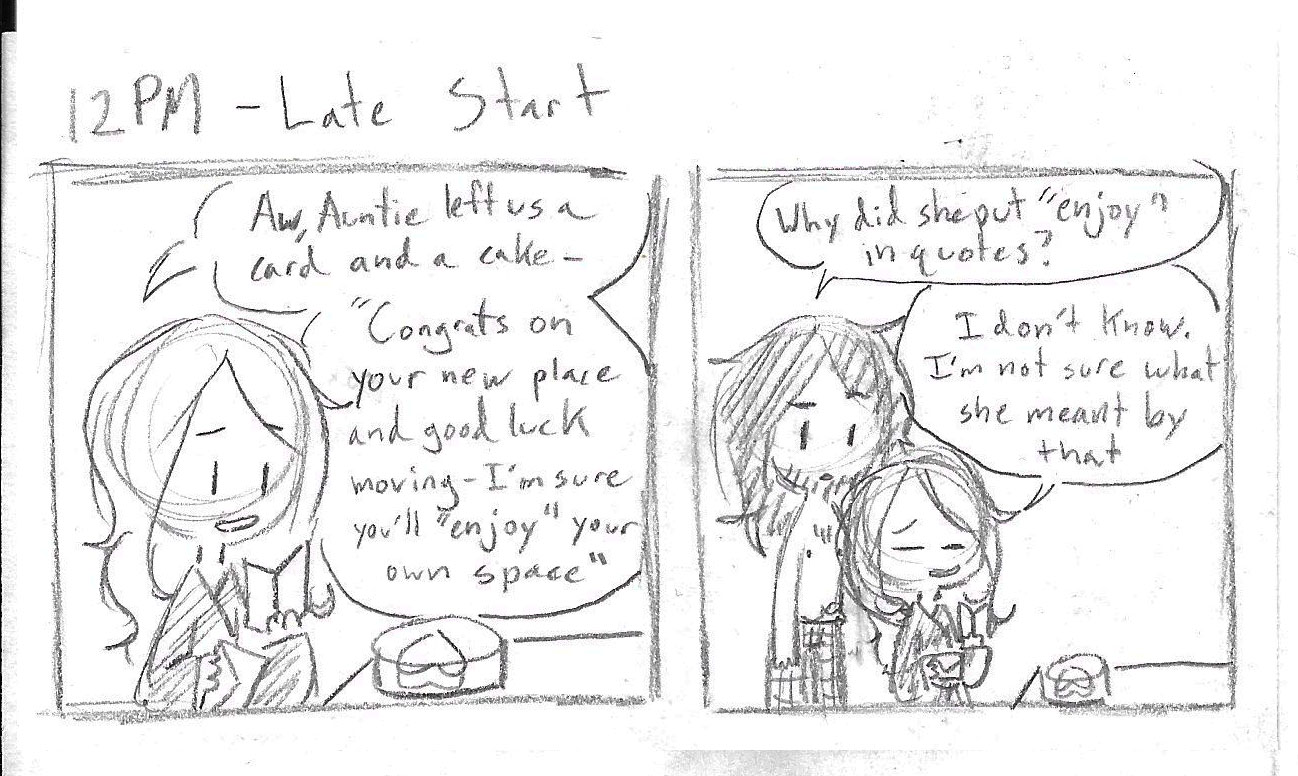 12PM - Late Start
Aw, Auntie left us a
card and a cake -
"Congrats on
your new place
and good luck
moving - I'm sure
you'll "enjoy" your
own space"
Why did she put "enjoy"
in quotes?
I don't know.
I'm not sure what
she meant by
that